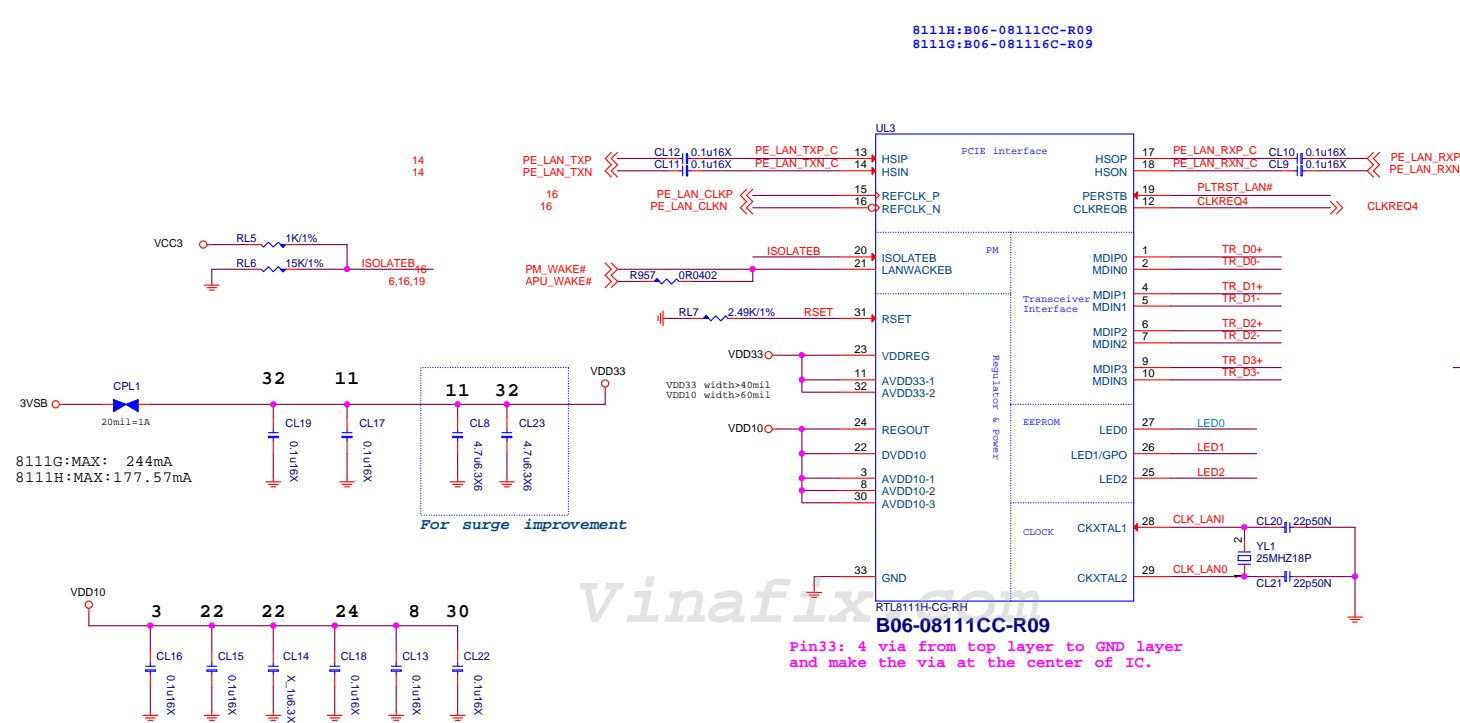 8111H:B06-08111CC-R09
8111G:B06-081116C-R09
UL3
PCIE interface
14 PE_LAN_TXP CL12 0.1u16X PE_LAN_TXP_C 13 HSIP
14 PE_LAN_TXN CL11 0.1u16X PE_LAN_TXN_C 14 HSIN
HSOP 17 PE_LAN_RXP_C CL10 0.1u16X PE_LAN_RXP
HSON 18 PE_LAN_RXN_C CL9 0.1u16X PE_LAN_RXN
16 PE_LAN_CLKP 15 REFCLK_P
16 PE_LAN_CLKN 16 REFCLK_N
PERSTB 19 PLTRST_LAN#
CLKREQB 12 CLKREQ4 CLKREQ4
VCC3 RL5 1K/1%
RL6 15K/1% ISOLATEB
16
6,16,19
ISOLATEB 20 ISOLATEB
PM_WAKE# 21 LANWACKEB
APU_WAKE# R957 0R0402
PM
Transceiver
Interface
MDIP0 1 TR_D0+
MDIN0 2 TR_D0-
MDIP1 4 TR_D1+
MDIN1 5 TR_D1-
MDIP2 6 TR_D2+
MDIN2 7 TR_D2-
MDIP3 9 TR_D3+
MDIN3 10 TR_D3-
RL7 2.49K/1% RSET 31 RSET
VDD33 23 VDDREG
11 AVDD33-1
32 AVDD33-2
VDD33 width>40mil
VDD10 width>60mil
Regulator & Power
VDD10 24 REGOUT
22 DVDD10
3 AVDD10-1
8 AVDD10-2
30 AVDD10-3
EEPROM
LED0 27 LED0
LED1/GPO 26 LED1
LED2 25 LED2
CLOCK
CKXTAL1 28 CLK_LANI CL20 22p50N
2 YL1
25MHZ18P
1
CKXTAL2 29 CLK_LAN0 CL21 22p50N
33 GND
RTL8111H-CG-RH
B06-08111CC-R09
Pin33: 4 via from top layer to GND layer
and make the via at the center of IC.
3VSB CPL1
20mil=1A
32 11 11 32 VDD33
CL19 0.1u16X
CL17 0.1u16X
CL8 4.7u6.3X6
CL23 4.7u6.3X6
8111G:MAX: 244mA
8111H:MAX:177.57mA
For surge improvement
VDD10
3 22 22 24 8 30
CL16 0.1u16X
CL15 0.1u16X
CL14 X_1u6.3X
CL18 0.1u16X
CL13 0.1u16X
CL22 0.1u16X
Vinafix.com